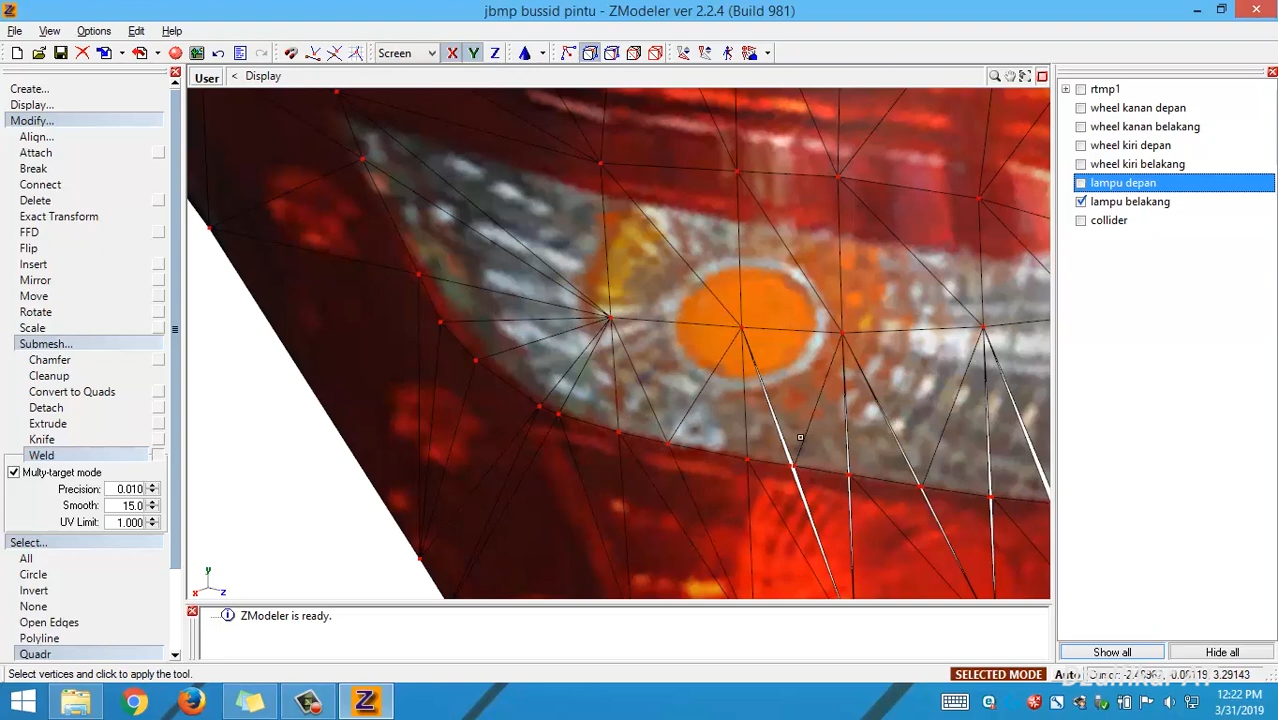 jbmp bussid pintu - ZModeler ver 2.2.4 (Build 981)
File View Options Edit Help
Screen X Y Z
User < Display
Create...
Display...
Modify...
Align...
Attach
Break
Connect
Delete
Exact Transform
FFD
Flip
Insert
Mirror
Move
Rotate
Scale
Submesh...
Chamfer
Cleanup
Convert to Quads
Detach
Extrude
Knife
Weld
Multy-target mode
Precision: 0.010
Smooth: 15.0
UV Limit: 1.000
Select...
All
Circle
Invert
None
Open Edges
Polyline
Quadr
y
x z
ZModeler is ready.
rtmp1
wheel kanan depan
wheel kanan belakang
wheel kiri depan
wheel kiri belakang
lampu depan
lampu belakang
collider
Show all Hide all
Select vertices and click to apply the tool.
SELECTED MODE Auto
12:22 PM
3/31/2019